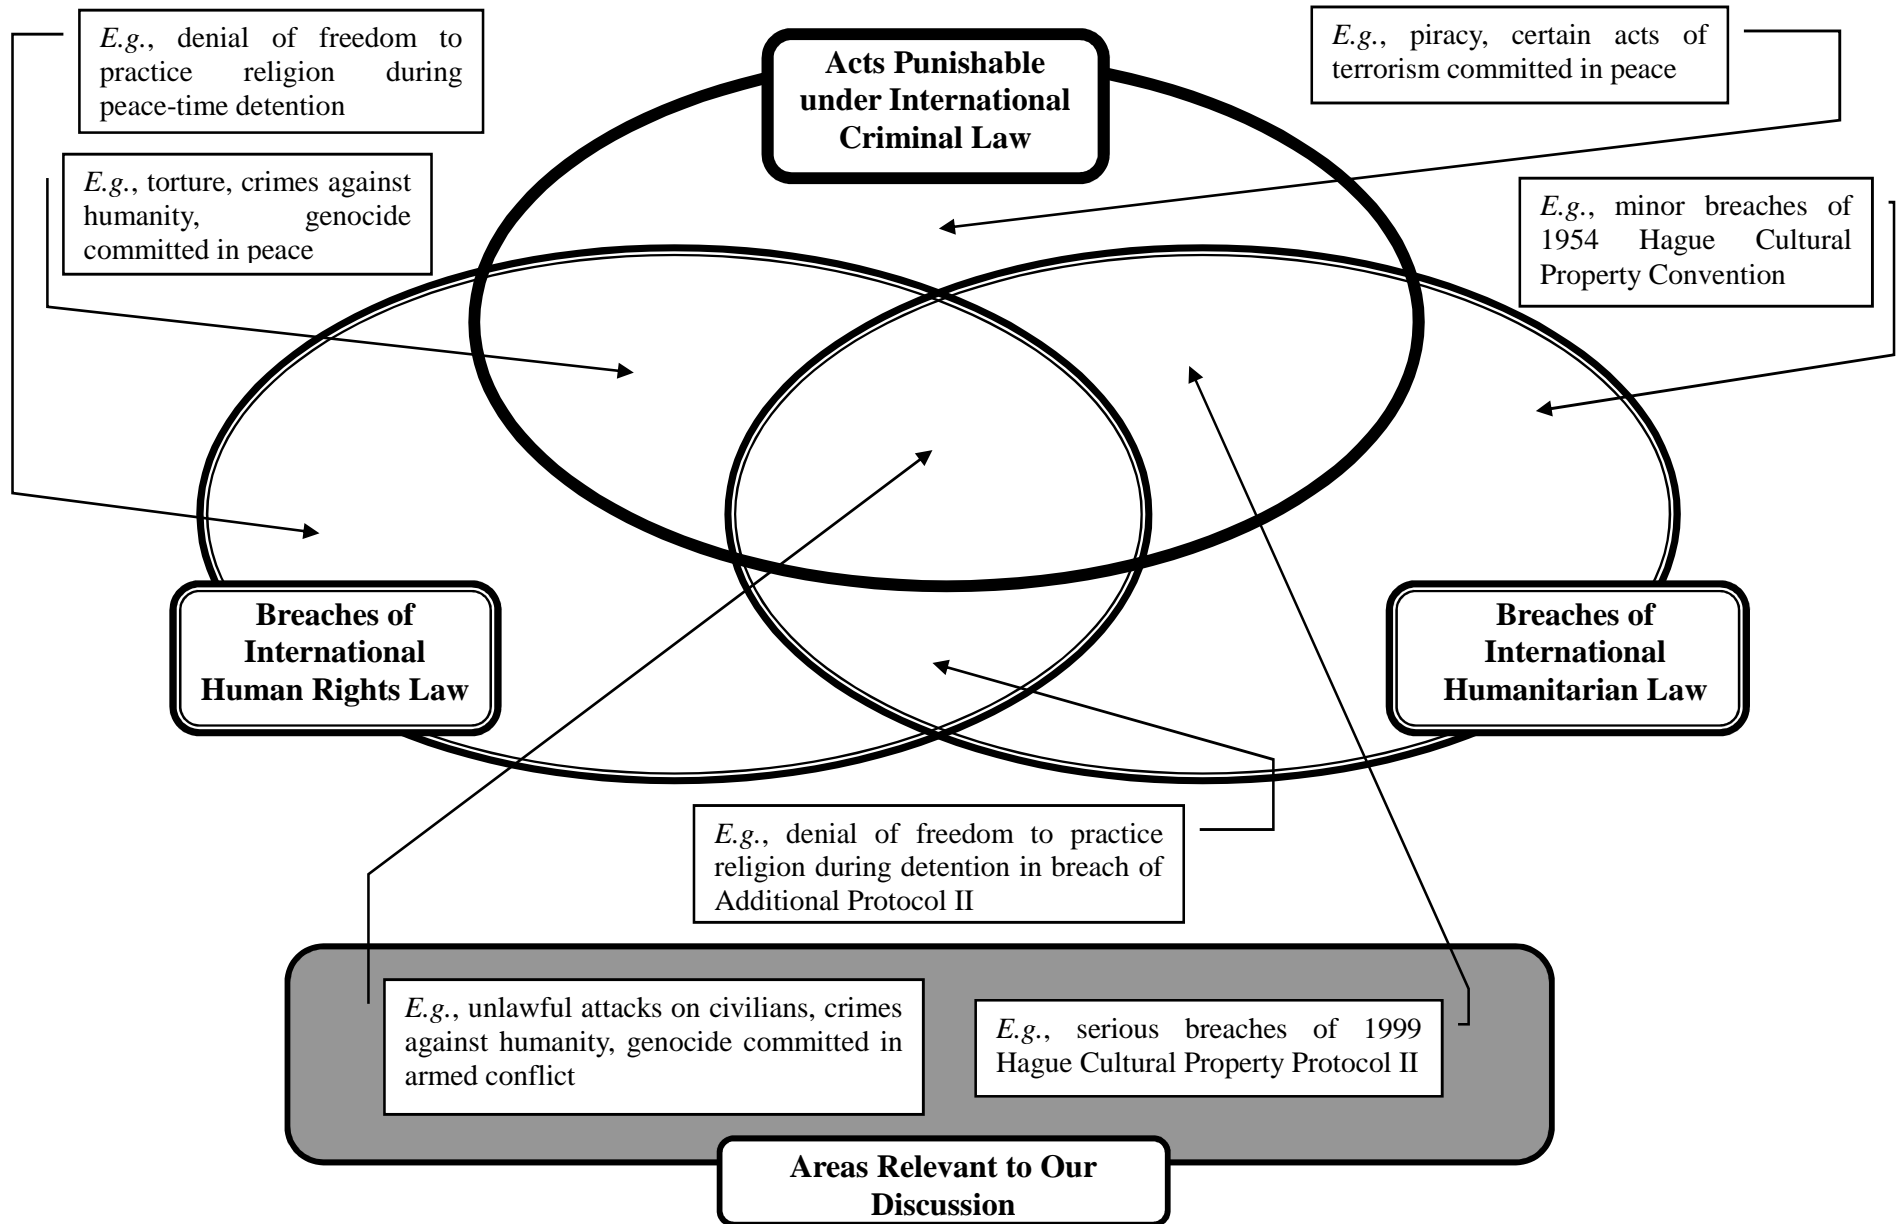 E.g., denial of freedom to
practice religion during
peace-time detention
Acts Punishable
under International
Criminal Law
E.g., piracy, certain acts of
terrorism committed in peace
E.g., torture, crimes against
humanity, genocide
committed in peace
E.g., minor breaches of
1954 Hague Cultural
Property Convention
Breaches of
International
Human Rights Law
Breaches of
International
Humanitarian Law
E.g., denial of freedom to practice
religion during detention in breach of
Additional Protocol II
E.g., unlawful attacks on civilians, crimes
against humanity, genocide committed in
armed conflict
E.g., serious breaches of 1999
Hague Cultural Property Protocol II
Areas Relevant to Our
Discussion